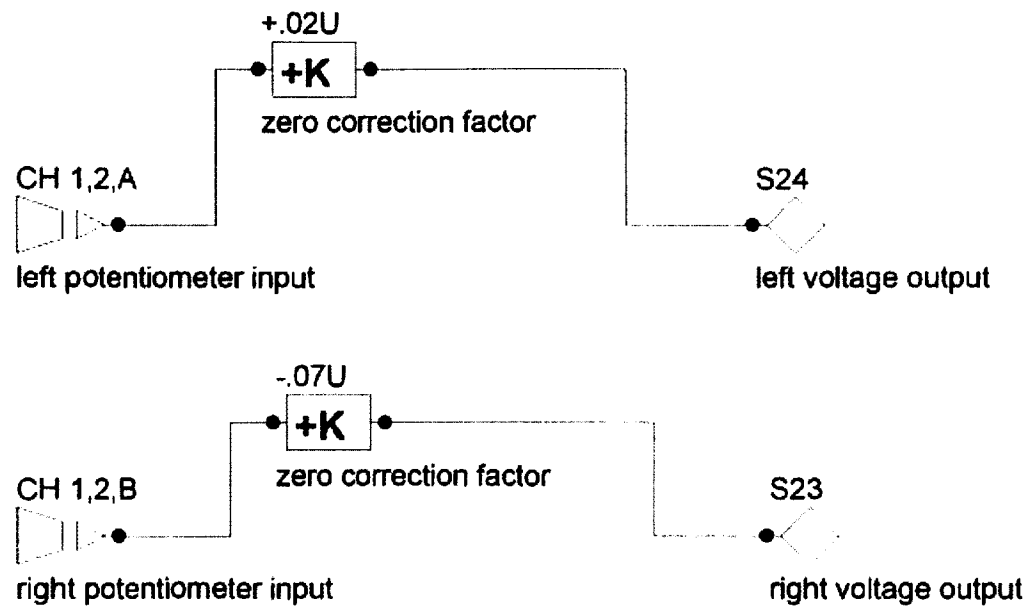 +.02U
+K
zero correction factor
CH 1,2,A
S24
left potentiometer input
left voltage output
-.07U
+K
zero correction factor
CH 1,2,B
S23
right potentiometer input
right voltage output